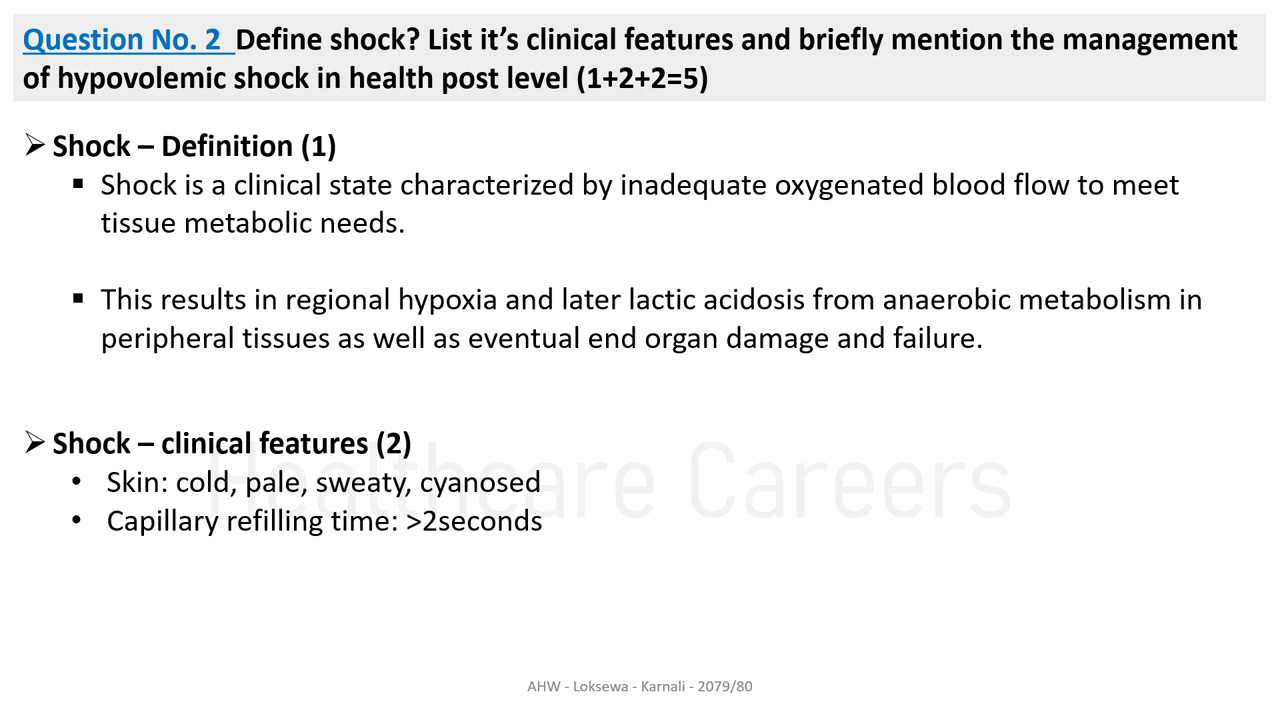 Question No. 2 Define shock? List it's clinical features and briefly mention the management
of hypovolemic shock in health post level (1+2+2=5)
➢ Shock – Definition (1)
▪ Shock is a clinical state characterized by inadequate oxygenated blood flow to meet
tissue metabolic needs.
▪ This results in regional hypoxia and later lactic acidosis from anaerobic metabolism in
peripheral tissues as well as eventual end organ damage and failure.
➢ Shock – clinical features (2)
Healthcare Careers
• Skin: cold, pale, sweaty, cyanosed
• Capillary refilling time: >2seconds
AHW - Loksewa - Karnali - 2079/80